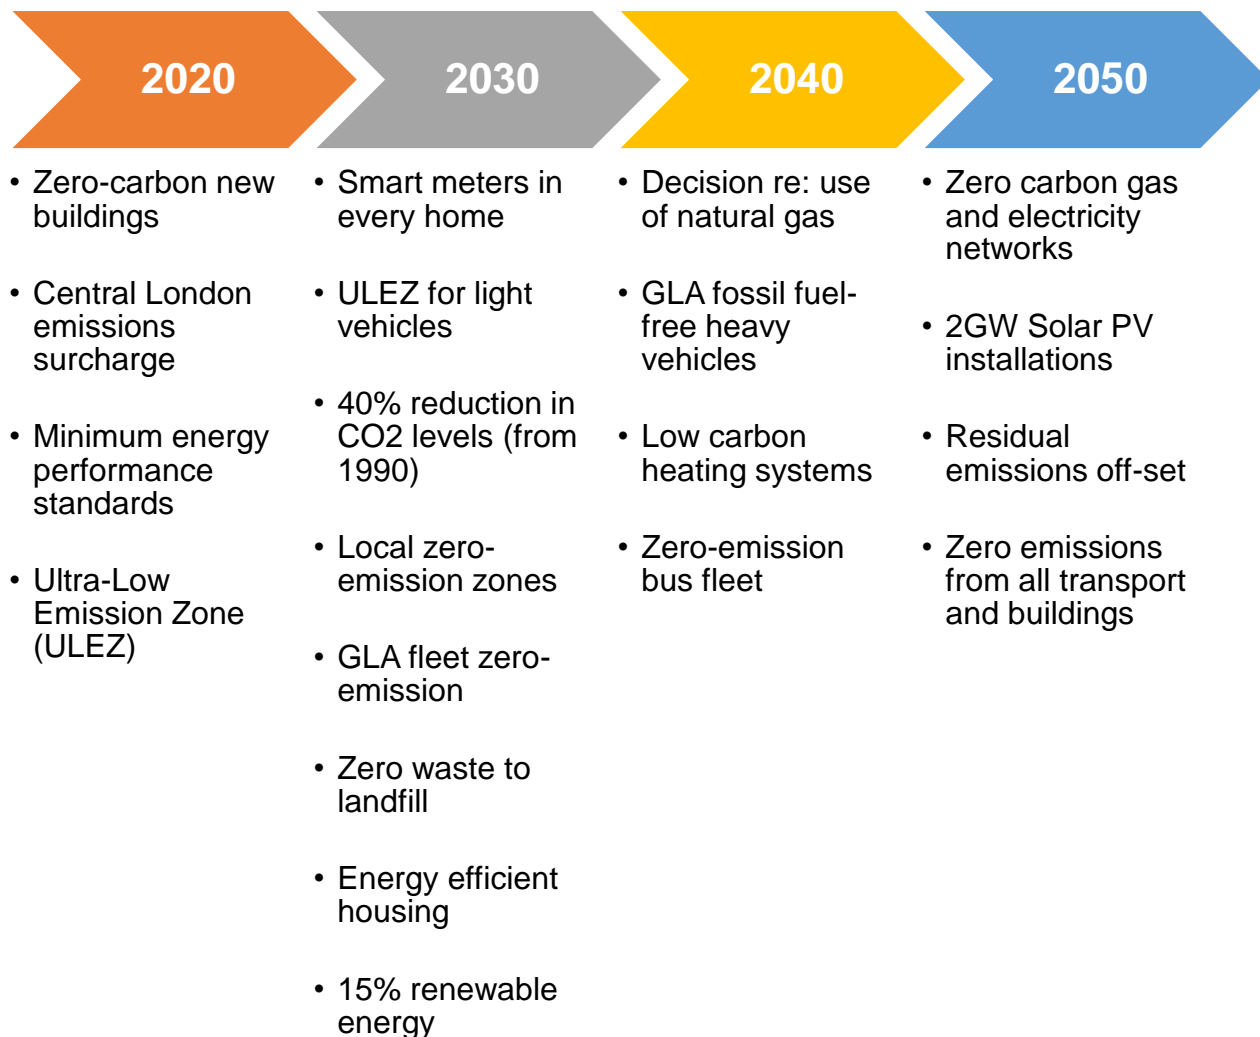 2020
• Zero-carbon new
buildings
• Central London
emissions
surcharge
• Minimum energy
performance
standards
• Ultra-Low
Emission Zone
(ULEZ)
2030
• Smart meters in
every home
• ULEZ for light
vehicles
• 40% reduction in
CO2 levels (from
1990)
• Local zero-
emission zones
• GLA fleet zero-
emission
• Zero waste to
landfill
• Energy efficient
housing
• 15% renewable
energy
2040
• Decision re: use
of natural gas
• GLA fossil fuel-
free heavy
vehicles
• Low carbon
heating systems
• Zero-emission
bus fleet
2050
• Zero carbon gas
and electricity
networks
• 2GW Solar PV
installations
• Residual
emissions off-set
• Zero emissions
from all transport
and buildings